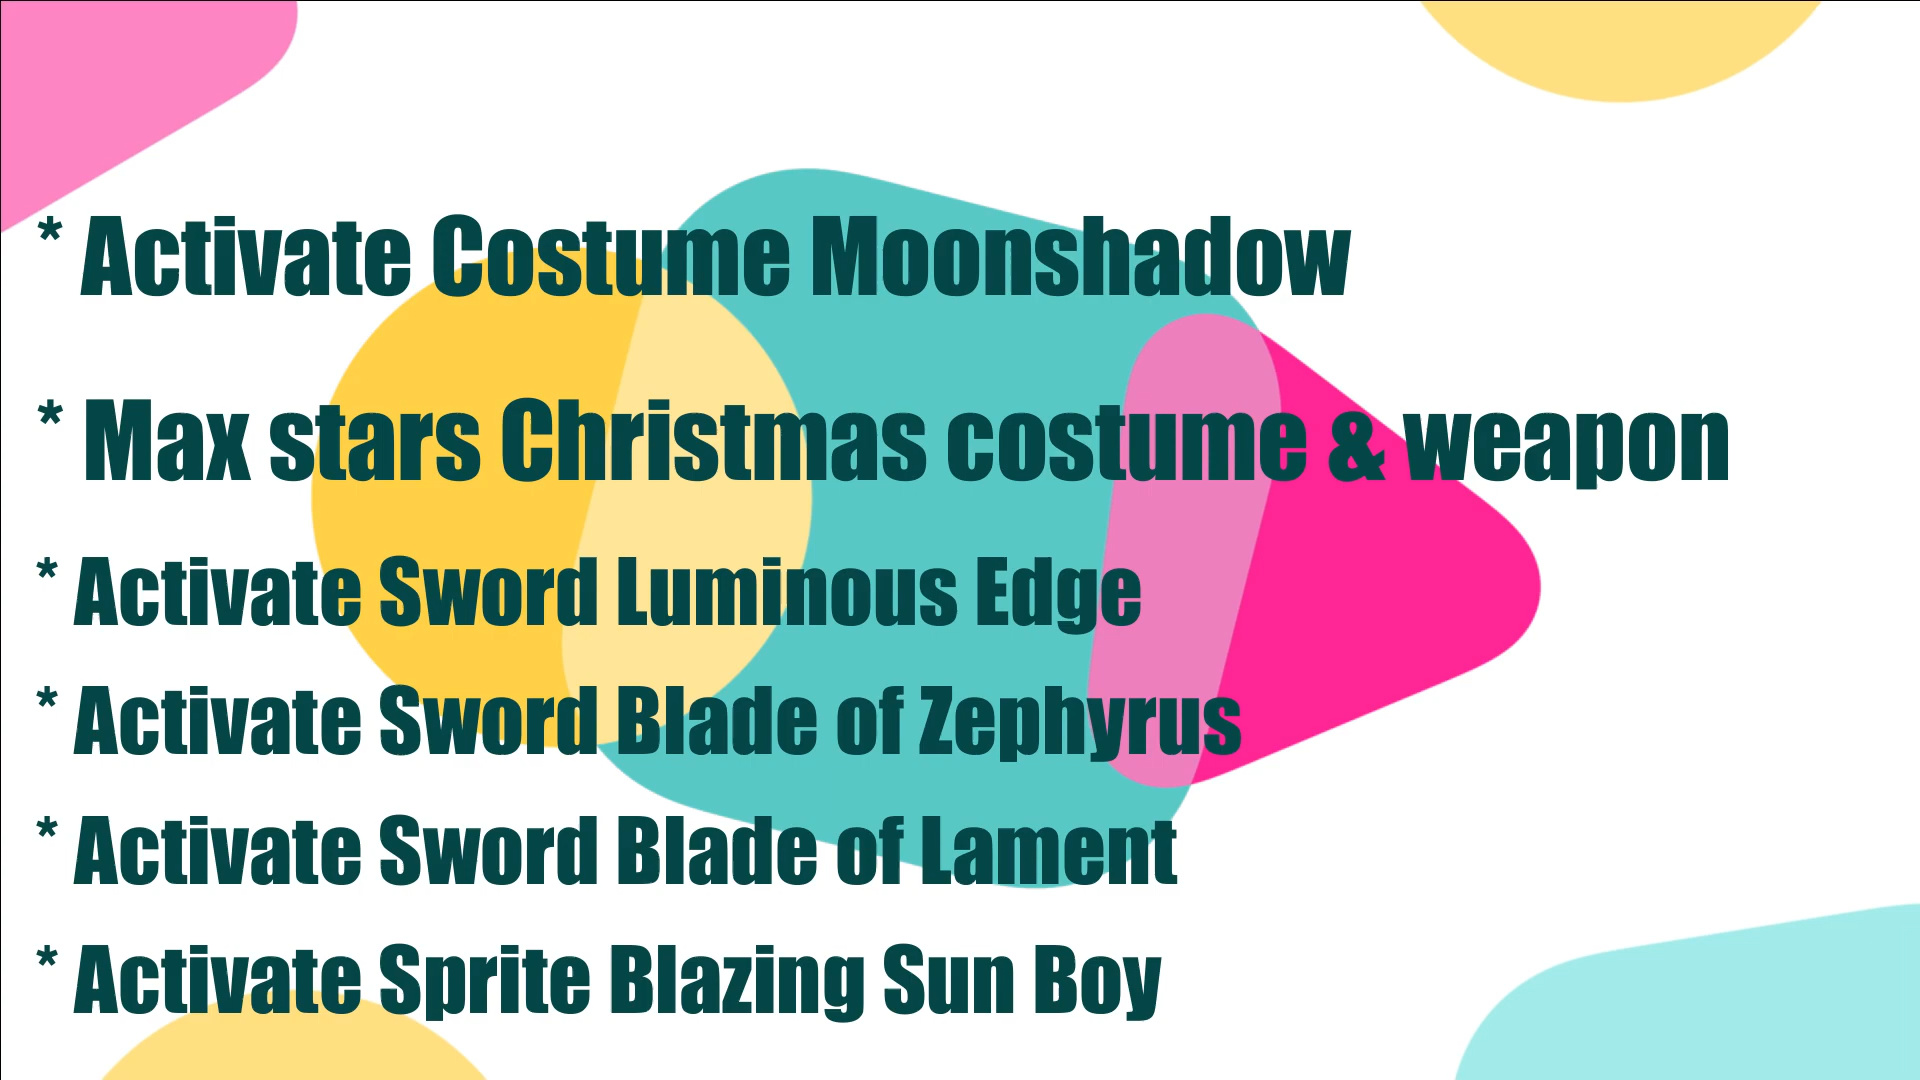 * Activate Costume Moonshadow
* Max stars Christmas costume & weapon
* Activate Sword Luminous Edge
* Activate Sword Blade of Zephyrus
* Activate Sword Blade of Lament
* Activate Sprite Blazing Sun Boy